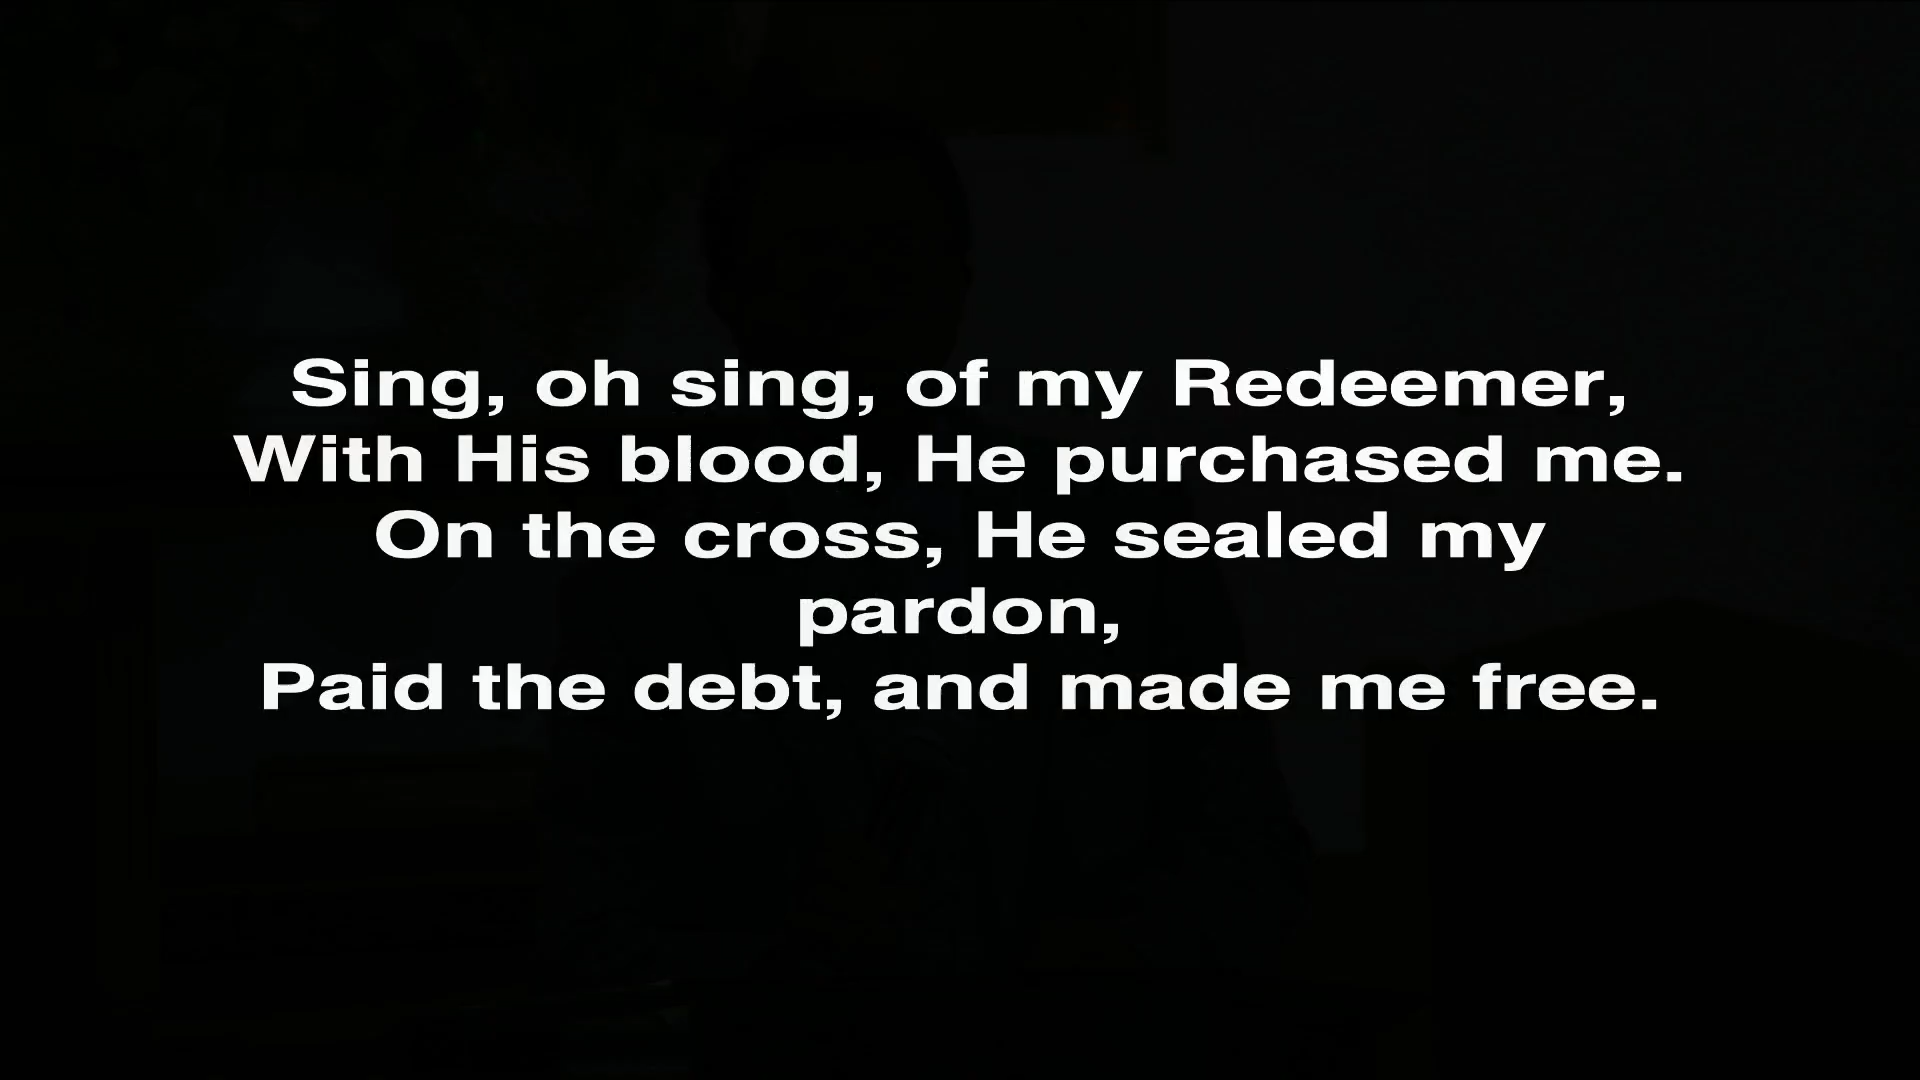 Sing, oh sing, of my Redeemer,
With His blood, He purchased me.
On the cross, He sealed my
pardon,
Paid the debt, and made me free.